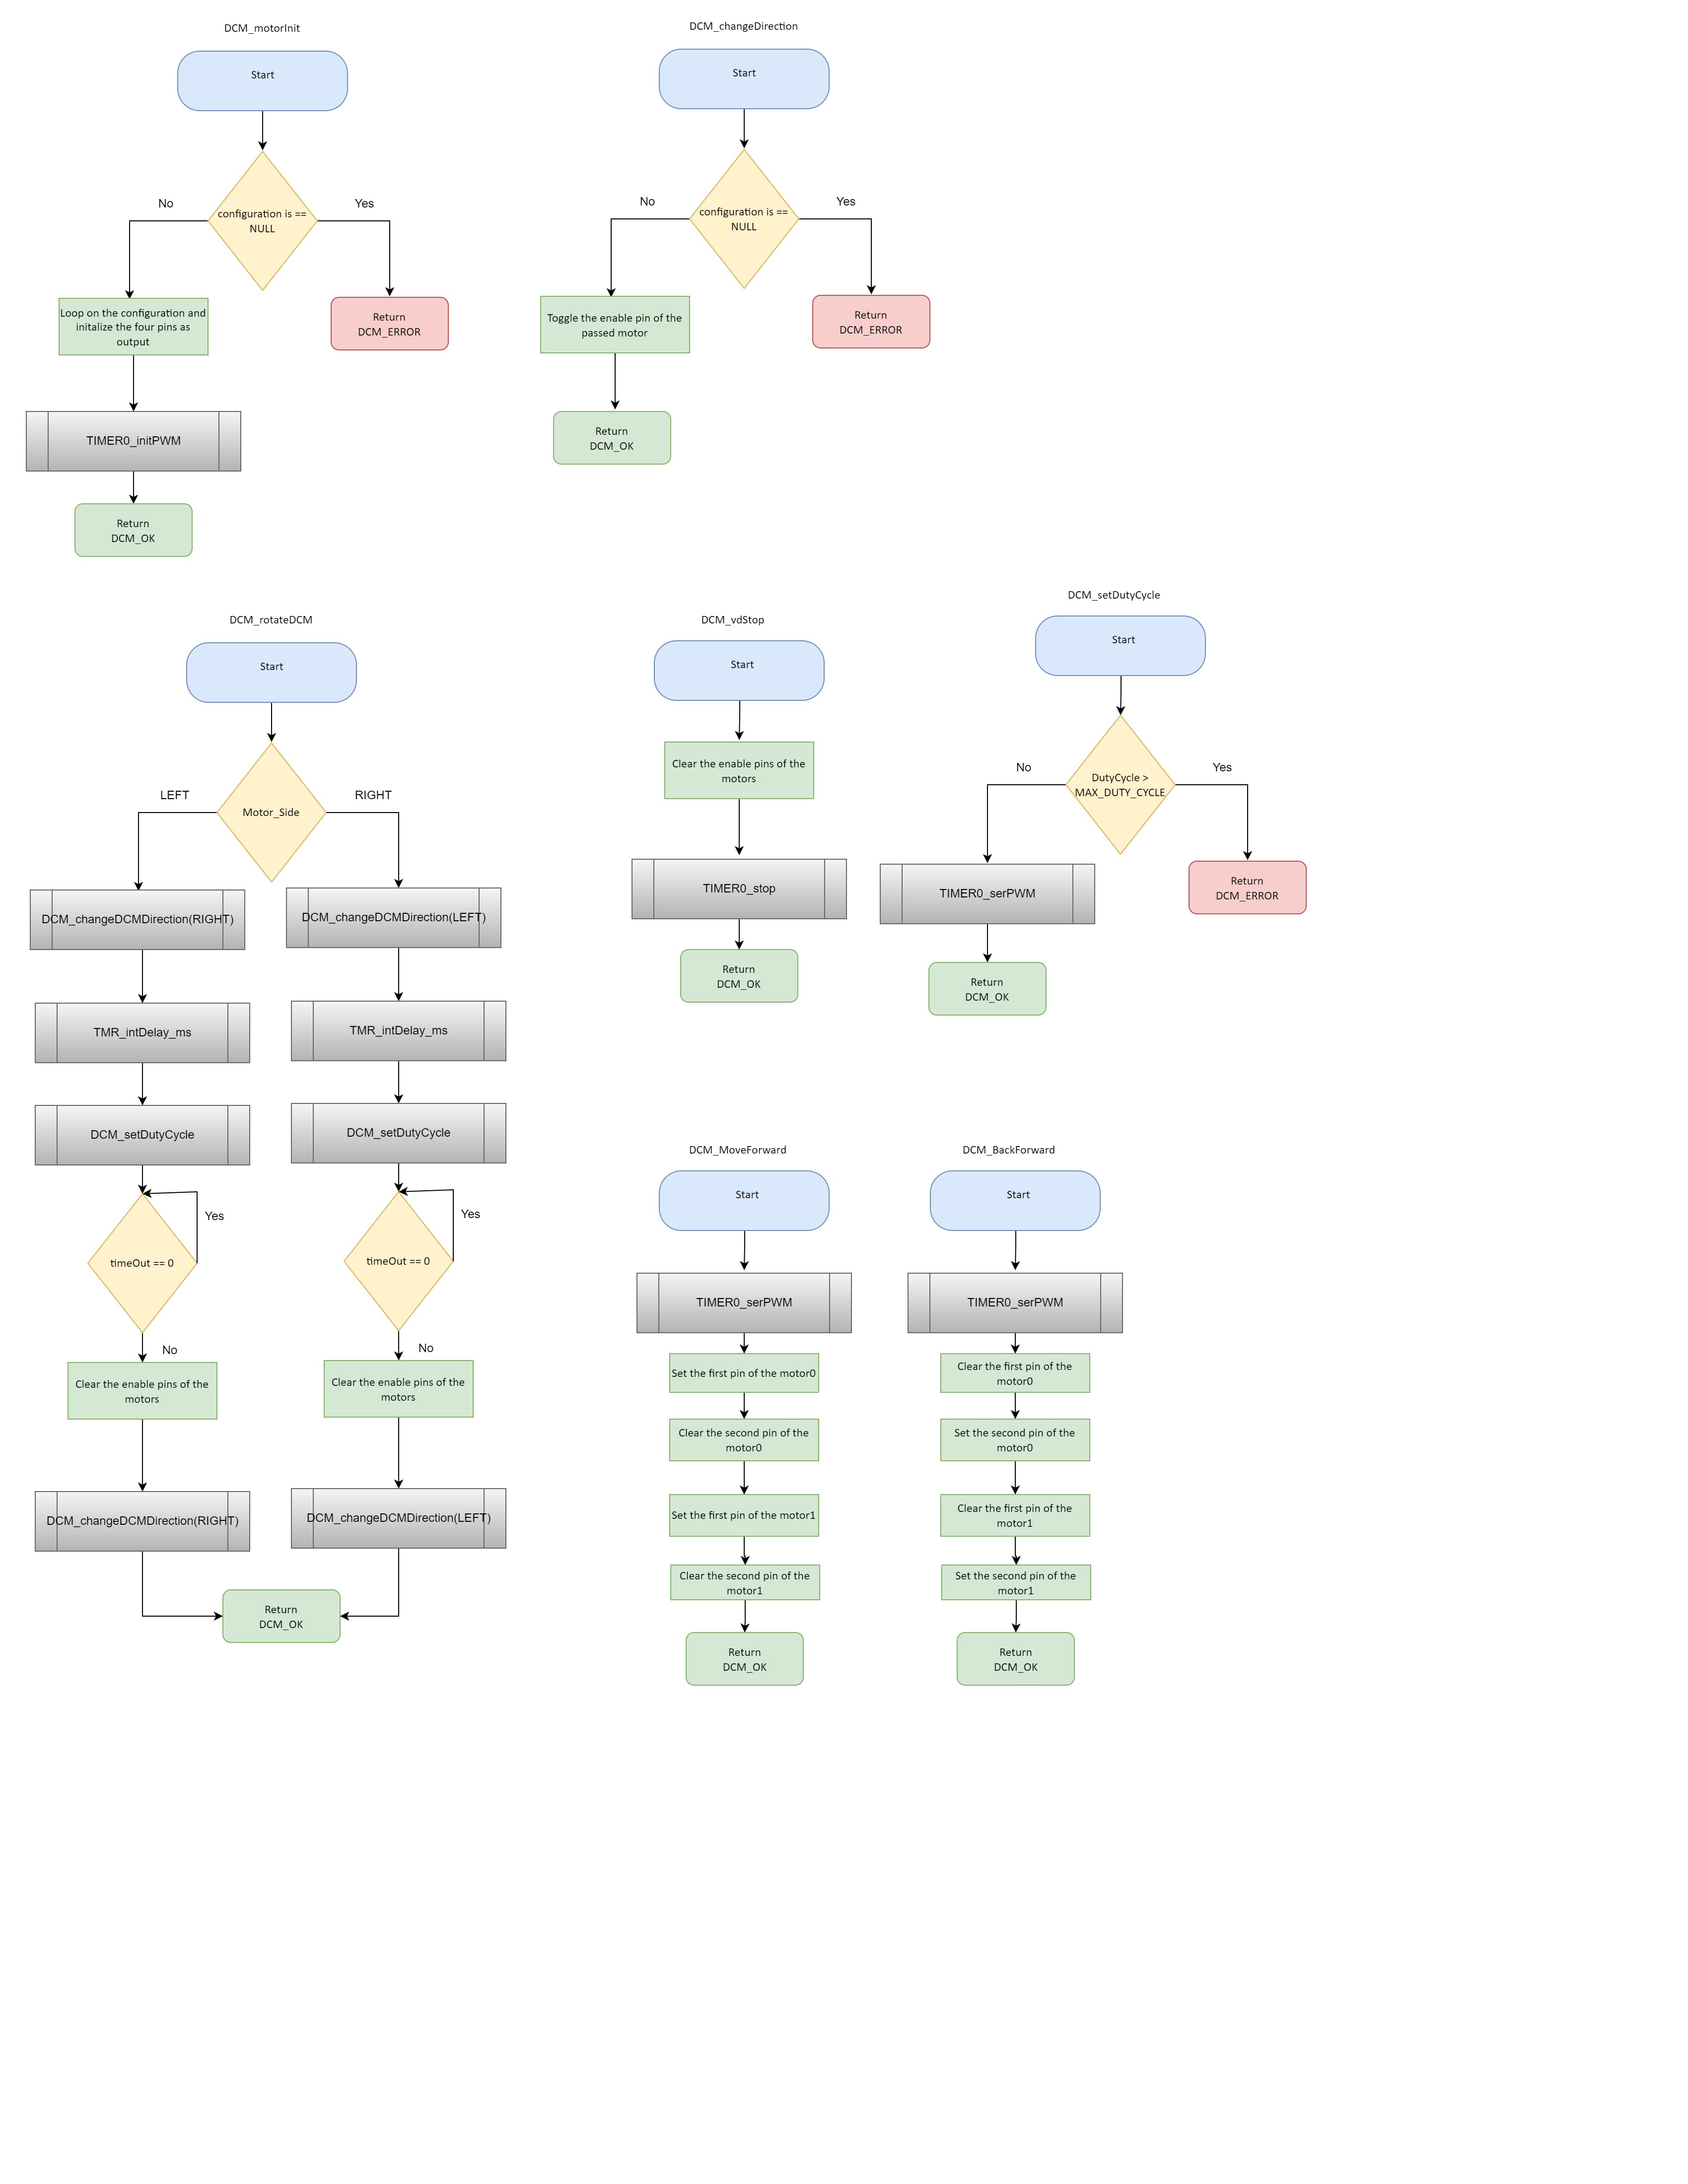 DCM_motorInit
Start
configuration is ==
NULL
No
Yes
Loop on the configuration and
initalize the four pins as
output
Return
DCM_ERROR
TIMER0_initPWM
Return
DCM_OK
DCM_changeDirection
Start
configuration is ==
NULL
No
Yes
Toggle the enable pin of the
passed motor
Return
DCM_ERROR
Return
DCM_OK
DCM_rotateDCM
Start
Motor_Side
LEFT
RIGHT
DCM_changeDCMDirection(RIGHT)
TMR_intDelay_ms
DCM_setDutyCycle
Yes
timeOut == 0
No
Clear the enable pins of the
motors
DCM_changeDCMDirection(RIGHT)
DCM_changeDCMDirection(LEFT)
TMR_intDelay_ms
DCM_setDutyCycle
Yes
timeOut == 0
No
Clear the enable pins of the
motors
DCM_changeDCMDirection(LEFT)
Return
DCM_OK
DCM_vdStop
Start
Clear the enable pins of the
motors
TIMER0_stop
Return
DCM_OK
DCM_setDutyCycle
Start
DutyCycle >
MAX_DUTY_CYCLE
No
Yes
TIMER0_serPWM
Return
DCM_ERROR
Return
DCM_OK
DCM_MoveForward
Start
TIMER0_serPWM
Set the first pin of the motor0
Clear the second pin of the
motor0
Set the first pin of the motor1
Clear the second pin of the
motor1
Return
DCM_OK
DCM_BackForward
Start
TIMER0_serPWM
Clear the first pin of the
motor0
Set the second pin of the
motor0
Clear the first pin of the
motor1
Set the second pin of the
motor1
Return
DCM_OK